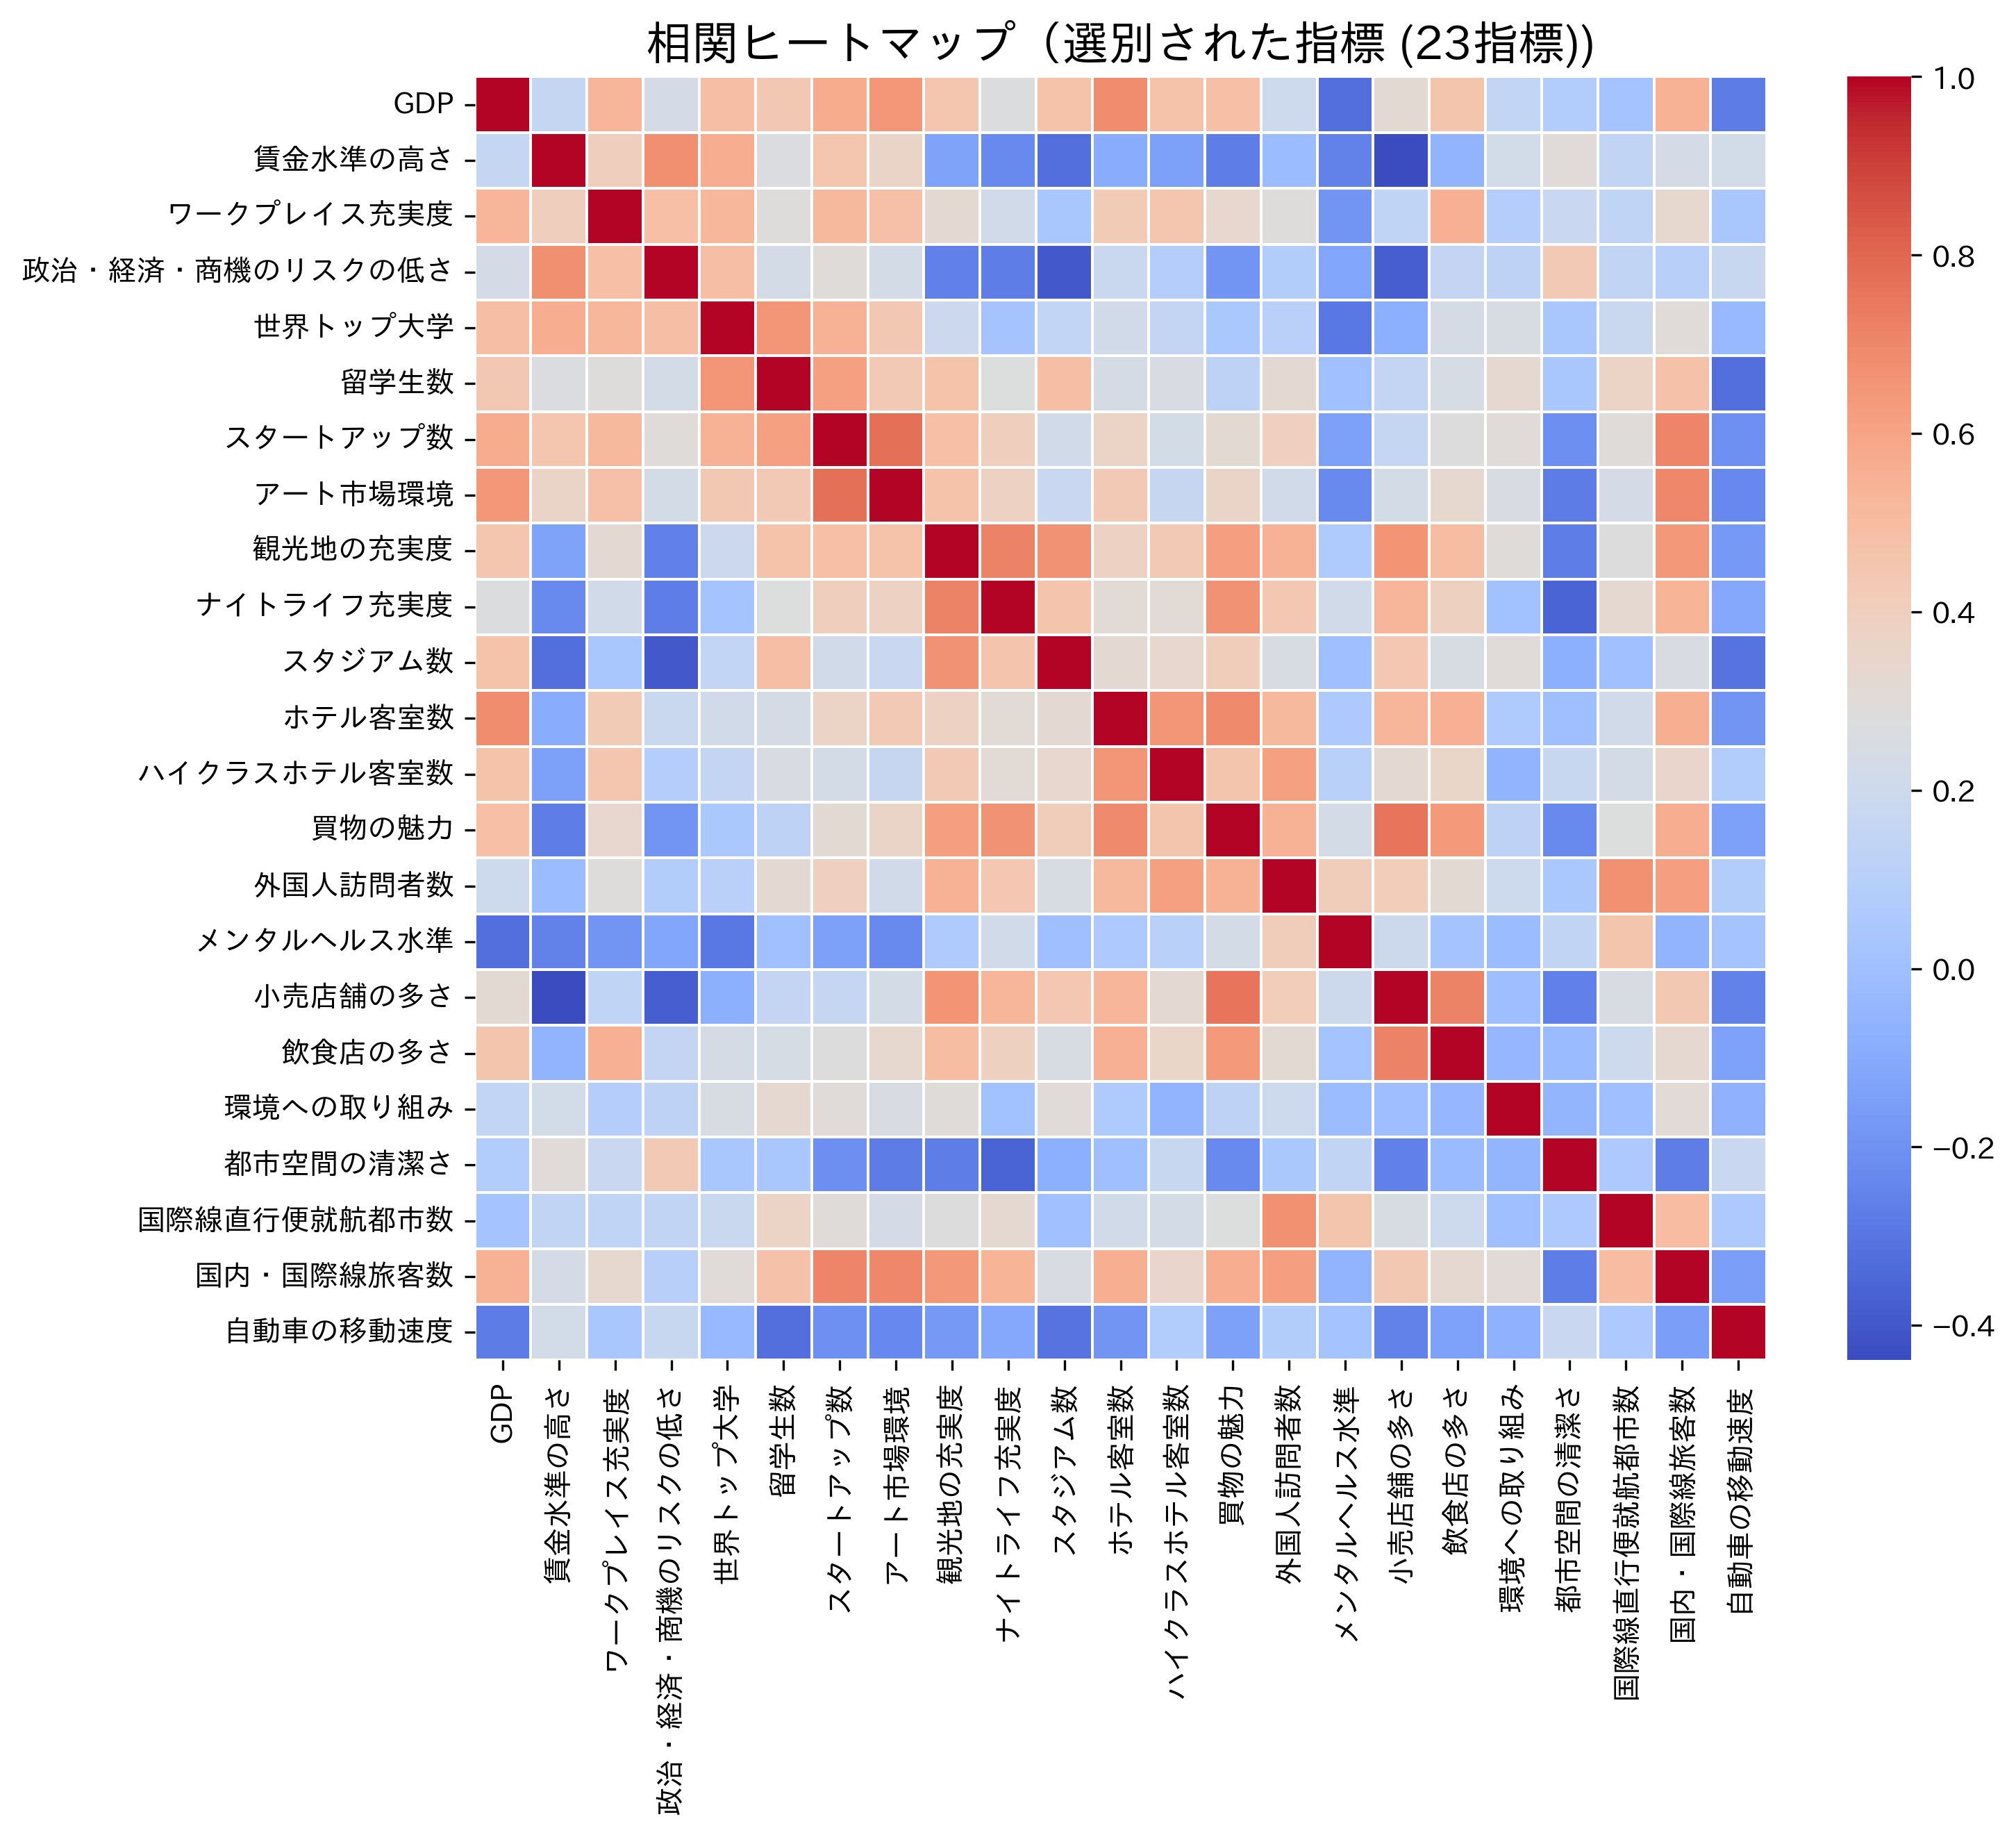 相関ヒートマップ（選別された指標 (23指標))
GDP
賃金水準の高さ
ワークプレイス充実度
政治・経済・商機のリスクの低さ
世界トップ大学
留学生数
スタートアップ数
アート市場環境
観光地の充実度
ナイトライフ充実度
スタジアム数
ホテル客室数
ハイクラスホテル客室数
買物の魅力
外国人訪問者数
メンタルヘルス水準
小売店舗の多さ
飲食店の多さ
環境への取り組み
都市空間の清潔さ
国際線直行便就航都市数
国内・国際線旅客数
自動車の移動速度
GDP
賃金水準の高さ
ワークプレイス充実度
政治・経済・商機のリスクの低さ
世界トップ大学
留学生数
スタートアップ数
アート市場環境
観光地の充実度
ナイトライフ充実度
スタジアム数
ホテル客室数
ハイクラスホテル客室数
買物の魅力
外国人訪問者数
メンタルヘルス水準
小売店舗の多さ
飲食店の多さ
環境への取り組み
都市空間の清潔さ
国際線直行便就航都市数
国内・国際線旅客数
自動車の移動速度
1.0
0.8
0.6
0.4
0.2
0.0
−0.2
−0.4